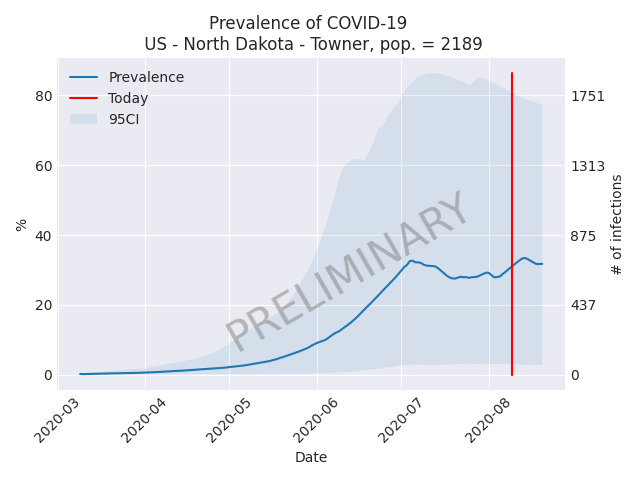 Prevalence of COVID-19
US - North Dakota - Towner, pop. = 2189
Prevalence
Today
95CI
80
60
40
20
0
%
1751
1313
875
437
0
# of infections
PRELIMINARY
2020-03
2020-04
2020-05
2020-06
2020-07
2020-08
Date